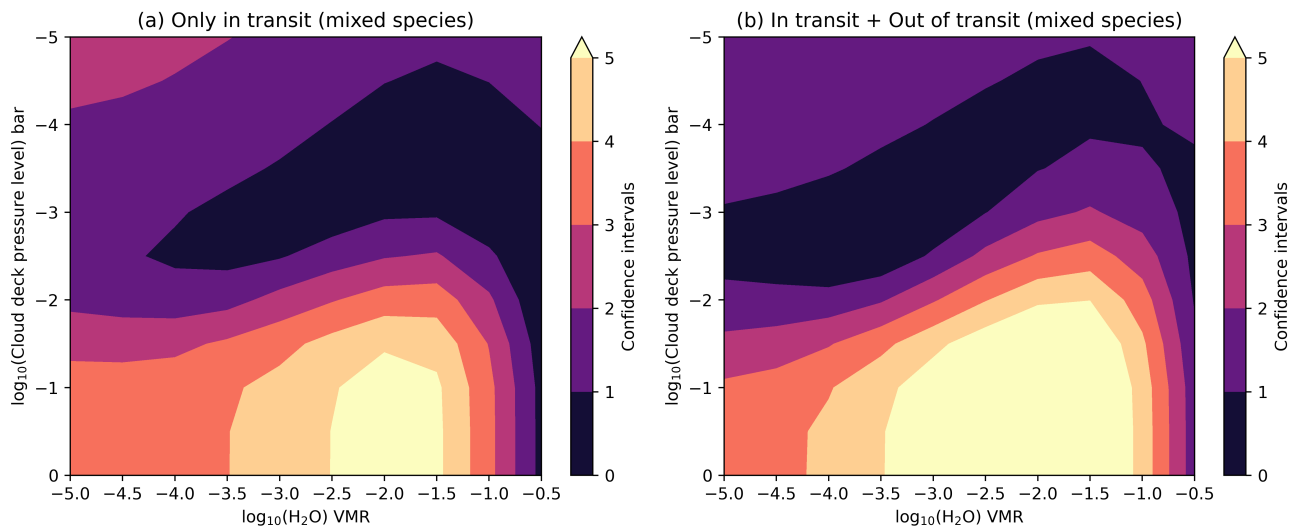 (a) Only in transit (mixed species)
−5
−4
−3
−2
−1
0
log10(Cloud deck pressure level) bar
−5.0 −4.5 −4.0 −3.5 −3.0 −2.5 −2.0 −1.5 −1.0 −0.5
log10(H2O) VMR
5
4
3
2
1
0
Confidence intervals
(b) In transit + Out of transit (mixed species)
−5
−4
−3
−2
−1
0
log10(Cloud deck pressure level) bar
−5.0 −4.5 −4.0 −3.5 −3.0 −2.5 −2.0 −1.5 −1.0 −0.5
log10(H2O) VMR
5
4
3
2
1
0
Confidence intervals